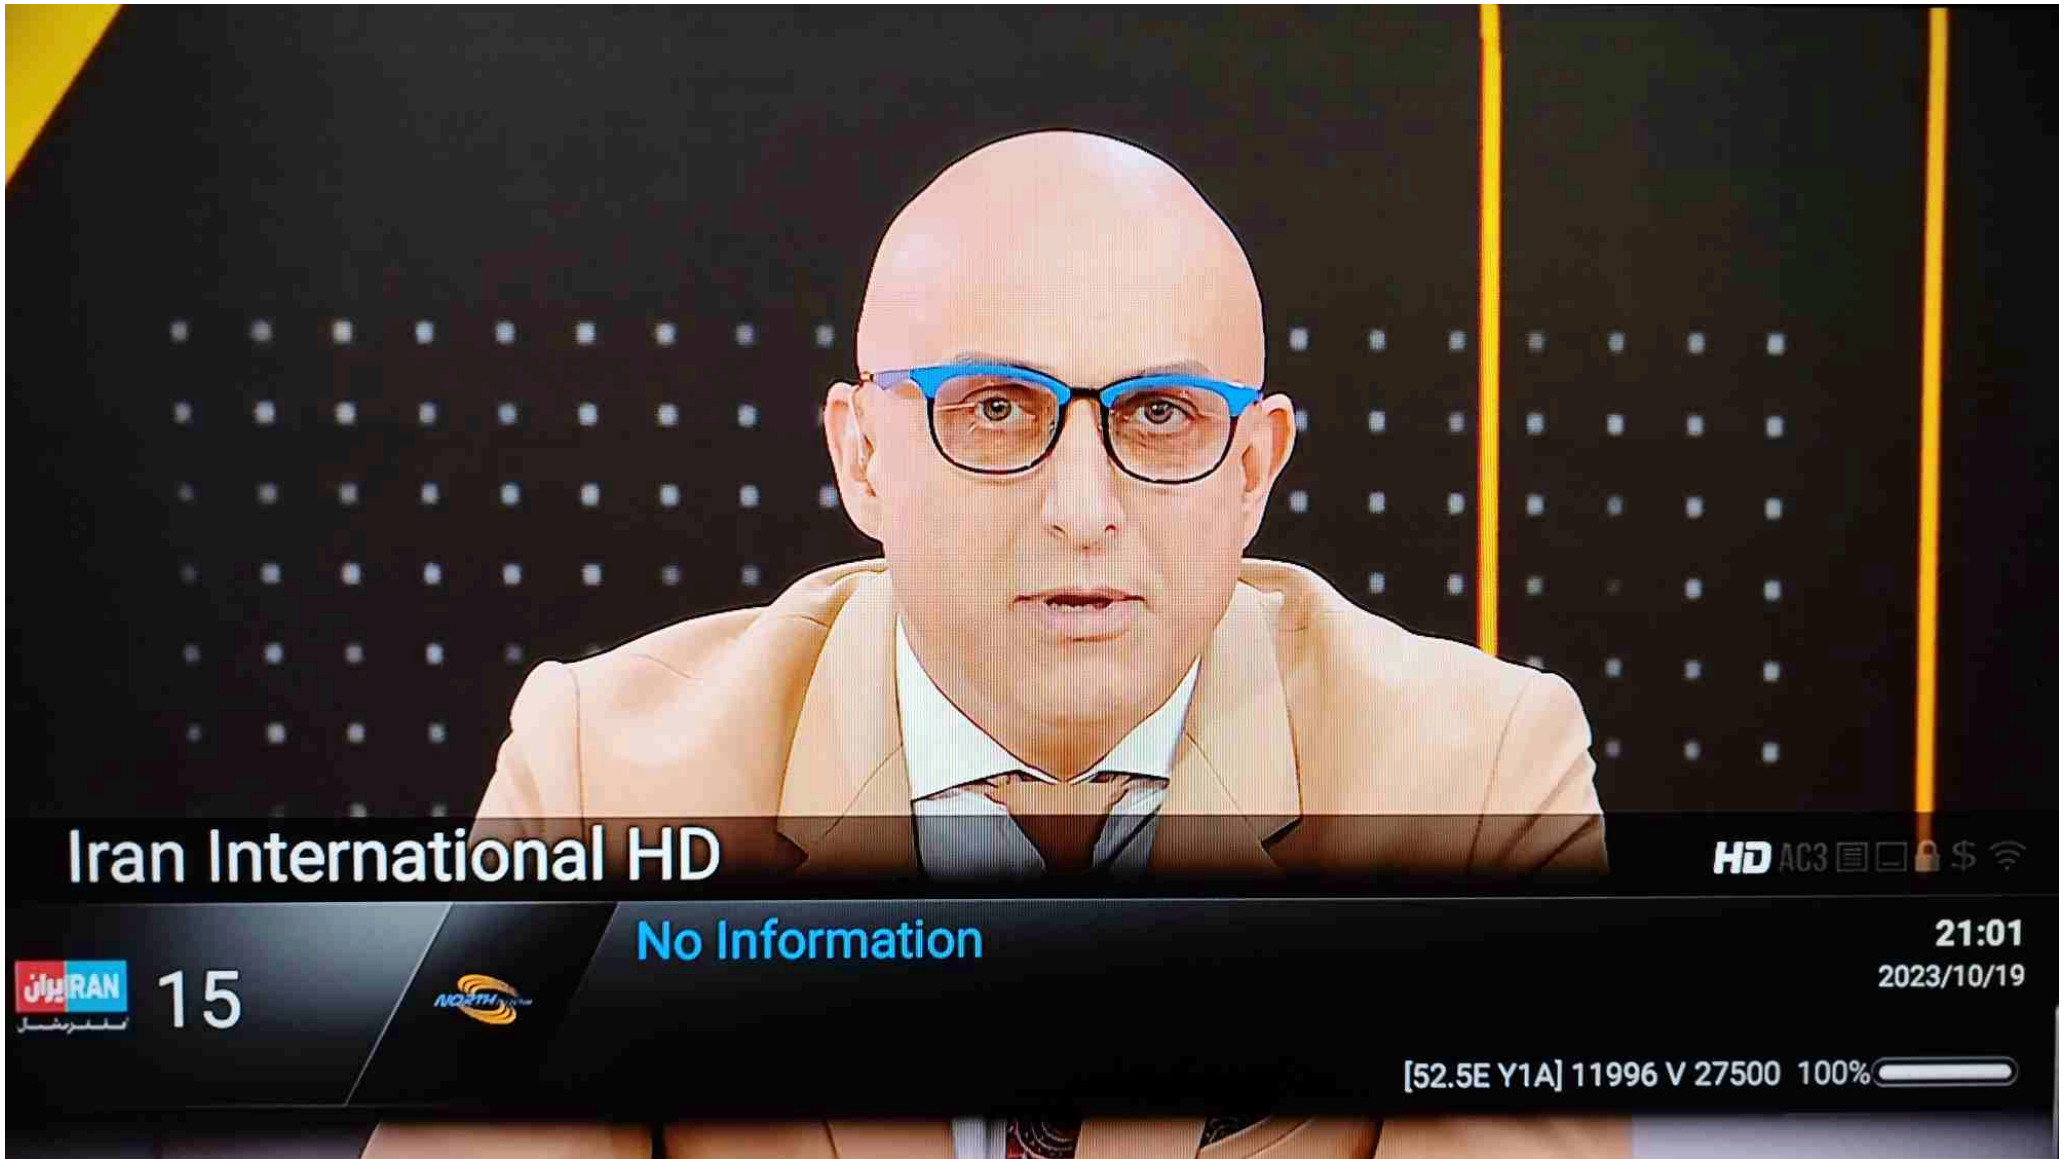 Iran International HD
HD AC3 $
No Information
21:01
2023/10/19
ایران IRAN
اینترنشنال
15
NORTH
[52.5E Y1A] 11996 V 27500 100%